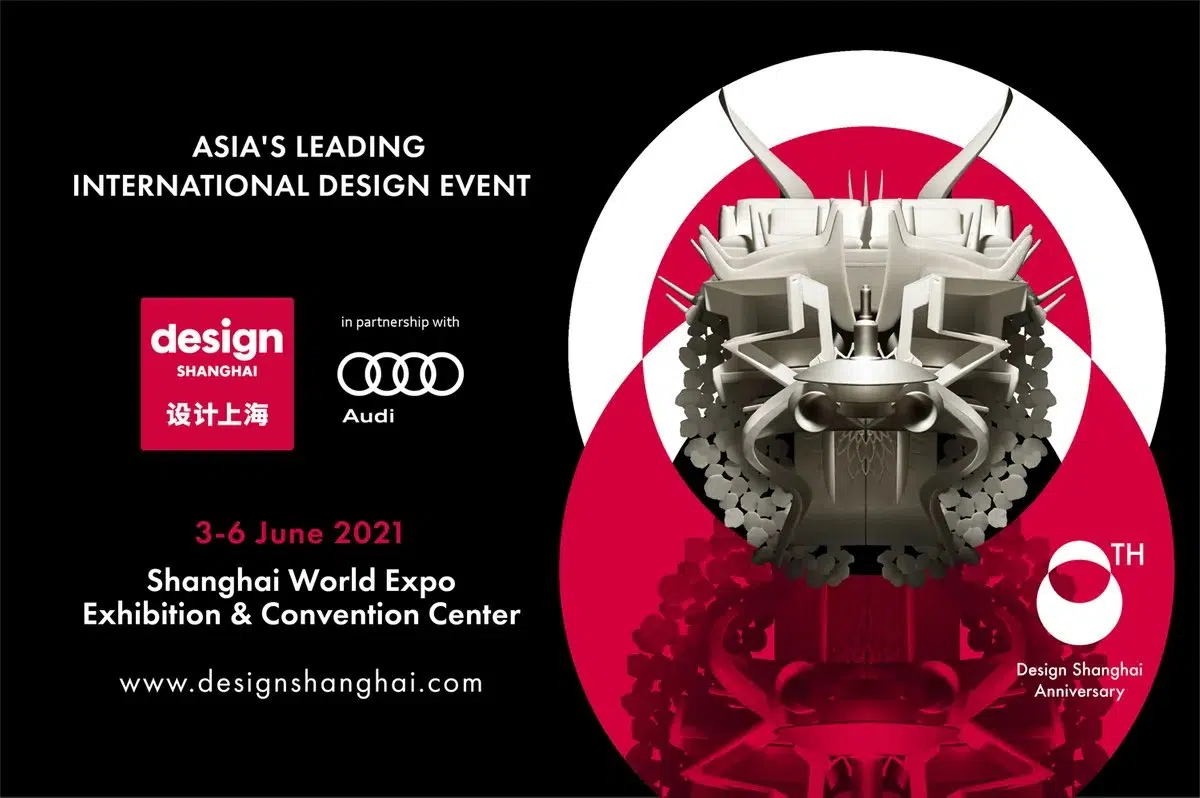 ASIA'S LEADING
INTERNATIONAL DESIGN EVENT
design
SHANGHAI
设计上海
in partnership with
Audi
3-6 June 2021
Shanghai World Expo
Exhibition & Convention Center
www.designshanghai.com
8TH
Design Shanghai
Anniversary